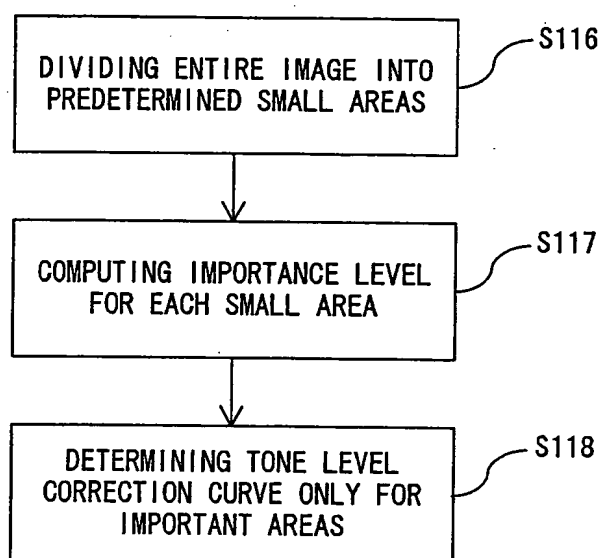 DIVIDING ENTIRE IMAGE INTO
PREDETERMINED SMALL AREAS
S116
COMPUTING IMPORTANCE LEVEL
FOR EACH SMALL AREA
S117
DETERMINING TONE LEVEL
CORRECTION CURVE ONLY FOR
IMPORTANT AREAS
S118